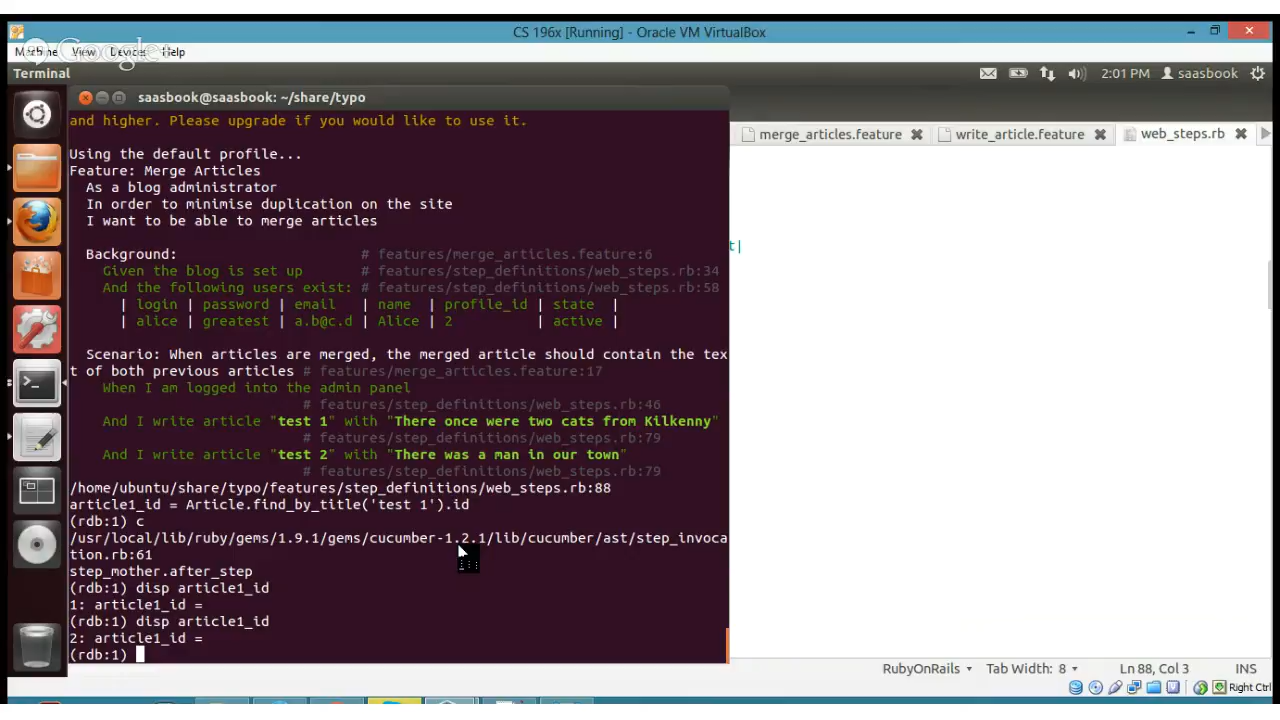 CS 196x [Running] - Oracle VM VirtualBox
Machine View Devices Help
Google
Terminal
2:01 PM saasbook
saasbook@saasbook: ~/share/typo
merge_articles.feature write_article.feature web_steps.rb
and higher. Please upgrade if you would like to use it.
Using the default profile...
Feature: Merge Articles
As a blog administrator
In order to minimise duplication on the site
I want to be able to merge articles
Background: # features/merge_articles.feature:6
Given the blog is set up # features/step_definitions/web_steps.rb:34
And the following users exist: # features/step_definitions/web_steps.rb:58
| login | password | email | name | profile_id | state |
| alice | greatest | a.b@c.d | Alice | 2 | active |
t|
Scenario: When articles are merged, the merged article should contain the tex
t of both previous articles # features/merge_articles.feature:17
When I am logged into the admin panel
# features/step_definitions/web_steps.rb:46
And I write article "test 1" with "There once were two cats from Kilkenny"
# features/step_definitions/web_steps.rb:79
And I write article "test 2" with "There was a man in our town"
# features/step_definitions/web_steps.rb:79
/home/ubuntu/share/typo/features/step_definitions/web_steps.rb:88
article1_id = Article.find_by_title('test 1').id
(rdb:1) c
/usr/local/lib/ruby/gems/1.9.1/gems/cucumber-1.2.1/lib/cucumber/ast/step_invoca
tion.rb:61
step_mother.after_step
(rdb:1) disp article1_id
1: article1_id =
(rdb:1) disp article1_id
2: article1_id =
(rdb:1)
RubyOnRails Tab Width: 8 Ln 88, Col 3 INS
Right Ctrl